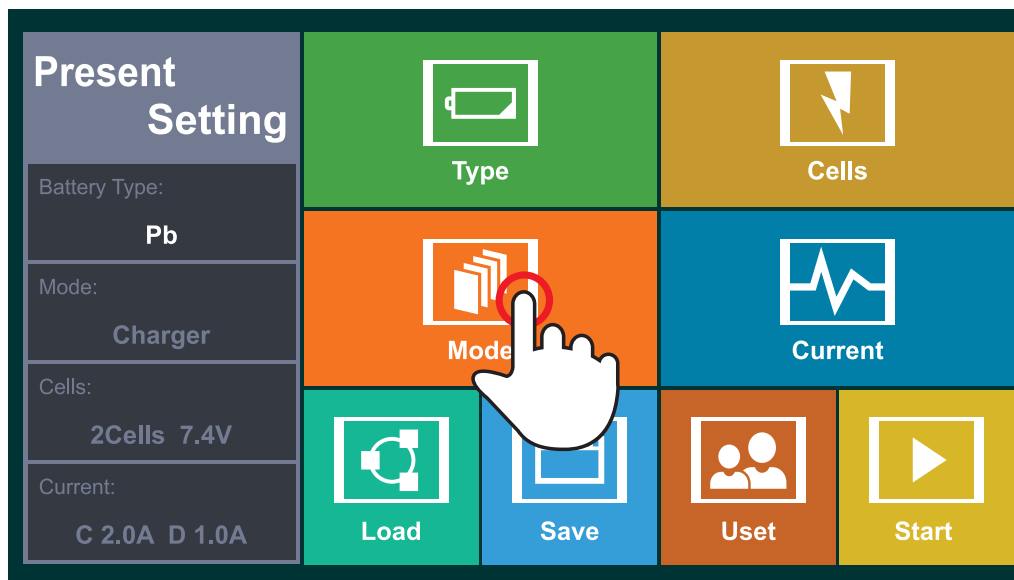 Present
Setting
Battery Type:
Pb
Mode:
Charger
Cells:
2Cells 7.4V
Current:
C 2.0A D 1.0A
Type
Cells
Mode
Current
Load
Save
Uset
Start